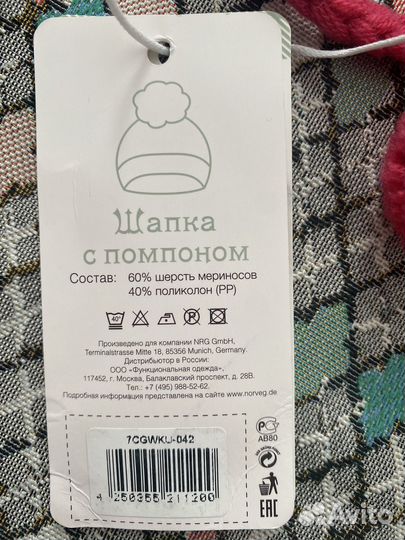 Шапка
с помпоном
Состав: 60% шерсть мериносов
40% поликолон (PP)
40°
Произведено для компании NRG GmbH,
Terminalstrasse Mitte 18, 85356 Munich, Germany.
Дистрибьютор в России:
ООО «Функциональная одежда»,
117452, г. Москва, Балаклавский проспект, д. 28В.
Тел.: +7 (495) 988-52-62.
Подробная информация представлена на сайте www.norveg.de
7CGWKU-042
4 250355 211200
АВ80
EAC
Avito